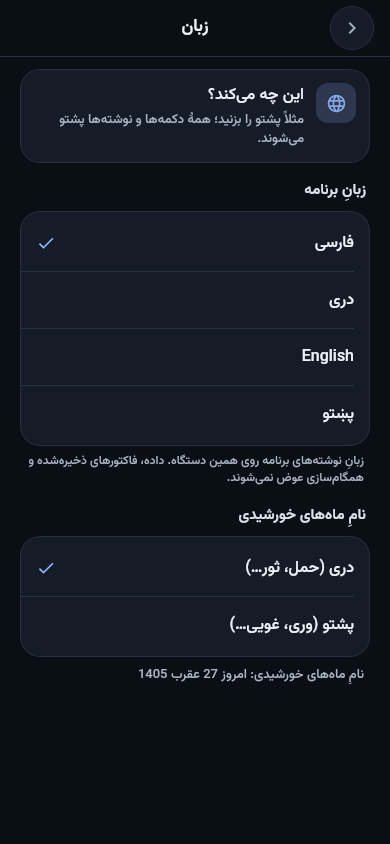 زبان
این چه می‌کند؟
مثلاً پشتو را بزنید؛ همهٔ دکمه‌ها و نوشته‌ها پشتو
می‌شوند.
زبانِ برنامه
فارسی
دری
English
پښتو
زبانِ نوشته‌های برنامه روی همین دستگاه. داده، فاکتورهای ذخیره‌شده و
همگام‌سازی عوض نمی‌شوند.
نامِ ماه‌های خورشیدی
دری (حمل، ثور…)
پشتو (وری، غویی…)
نامِ ماه‌های خورشیدی: امروز 27 عقرب 1405